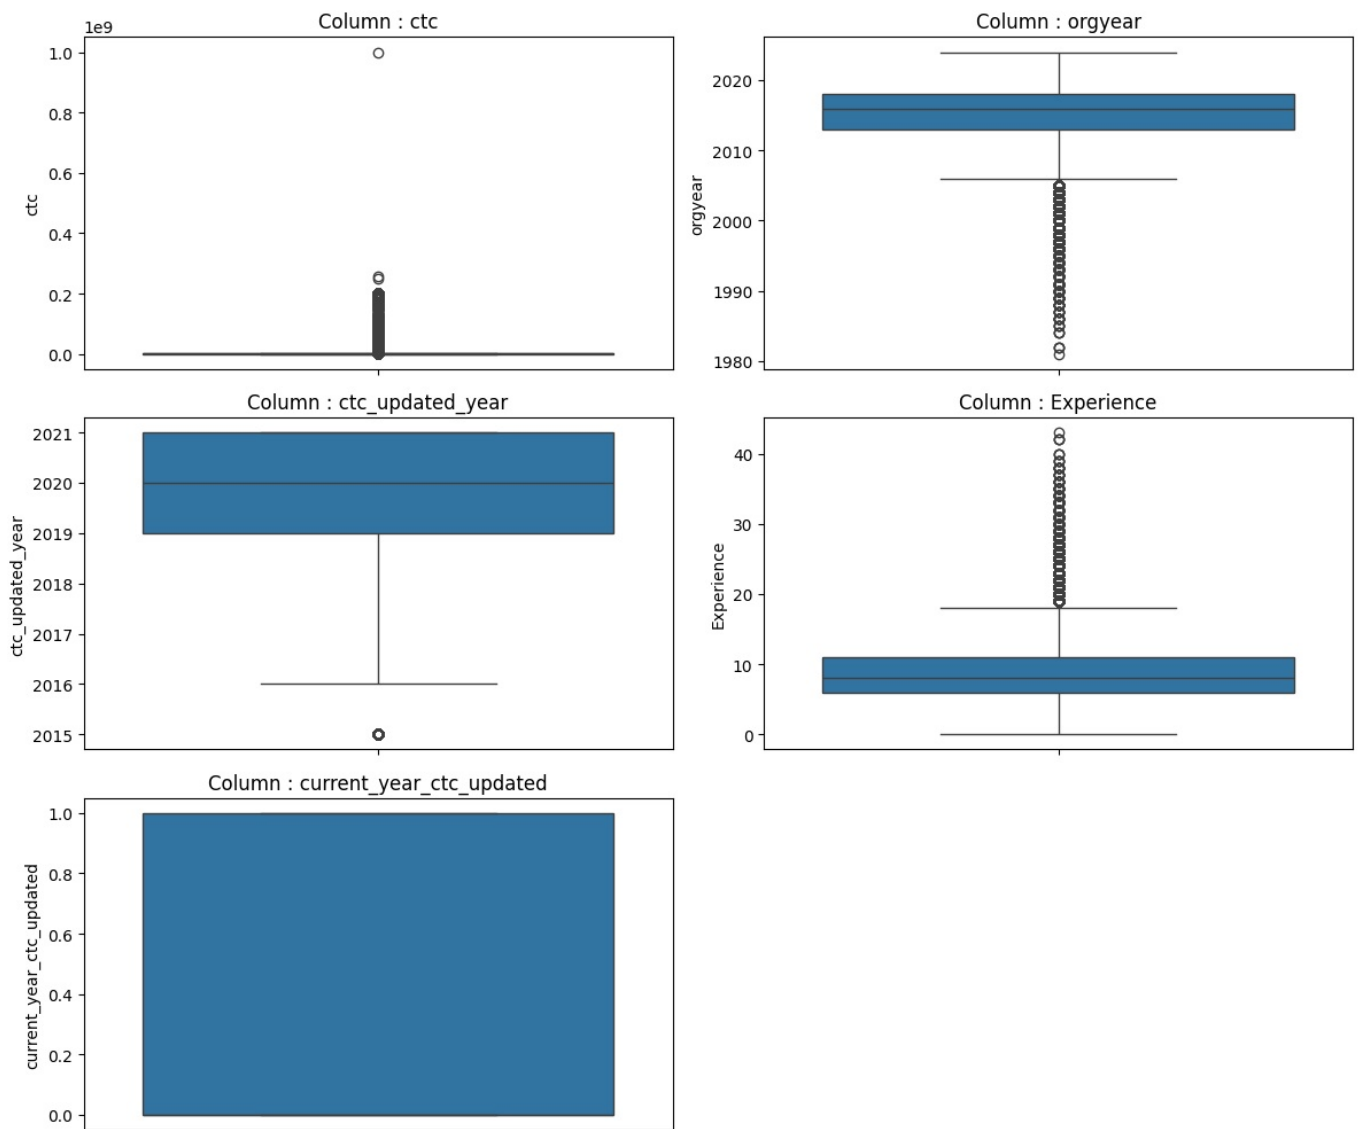 Column : ctc
1e9
1.0
0.8
0.6
0.4
0.2
0.0
ctc
Column : orgyear
2020
2010
2000
1990
1980
orgyear
Column : ctc_updated_year
2021
2020
2019
2018
2017
2016
2015
ctc_updated_year
Column : Experience
40
30
20
10
0
Experience
Column : current_year_ctc_updated
1.0
0.8
0.6
0.4
0.2
0.0
current_year_ctc_updated